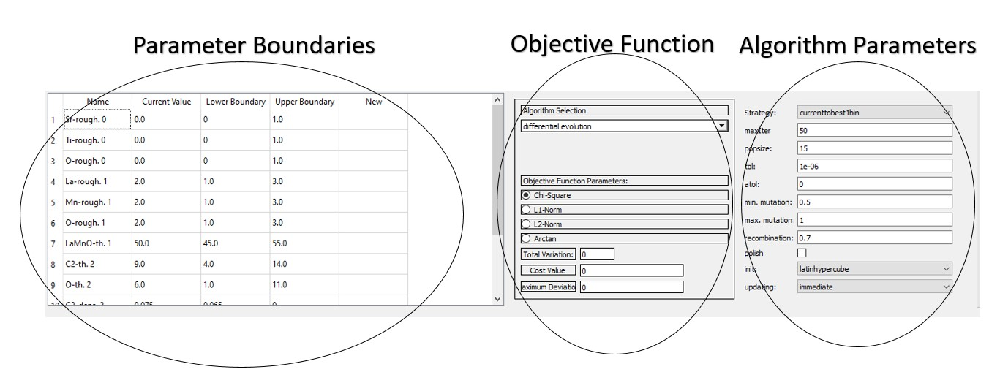 Parameter Boundaries
Objective Function
Algorithm Parameters
Name Current Value Lower Boundary Upper Boundary New
1 Sr-rough. 0 0.0 0 1.0
2 Ti-rough. 0 0.0 0 1.0
3 O-rough. 0 0.0 0 1.0
4 La-rough. 1 2.0 1.0 3.0
5 Mn-rough. 1 2.0 1.0 3.0
6 O-rough. 1 2.0 1.0 3.0
7 LaMnO-th. 1 50.0 45.0 55.0
8 C2-th. 2 9.0 4.0 14.0
9 O-th. 2 6.0 1.0 11.0
Algorithm Selection
differential evolution
Objective Function Parameters:
Chi-Square
L1-Norm
L2-Norm
Arctan
Total Variation: 0
Cost Value 0
aximum Deviatio 0
Strategy: currenttobest1bin
maxIter 50
popsize: 15
tol: 1e-06
atol: 0
min. mutation: 0.5
max. mutation 1
recombination: 0.7
polish
init: latinhypercube
updating: immediate